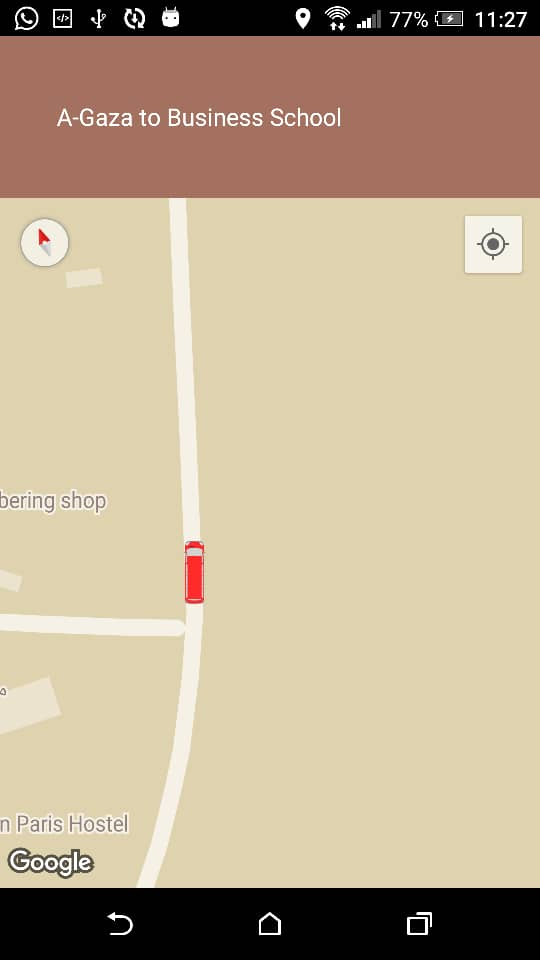 77% 11:27
A-Gaza to Business School
bering shop
n Paris Hostel
Google